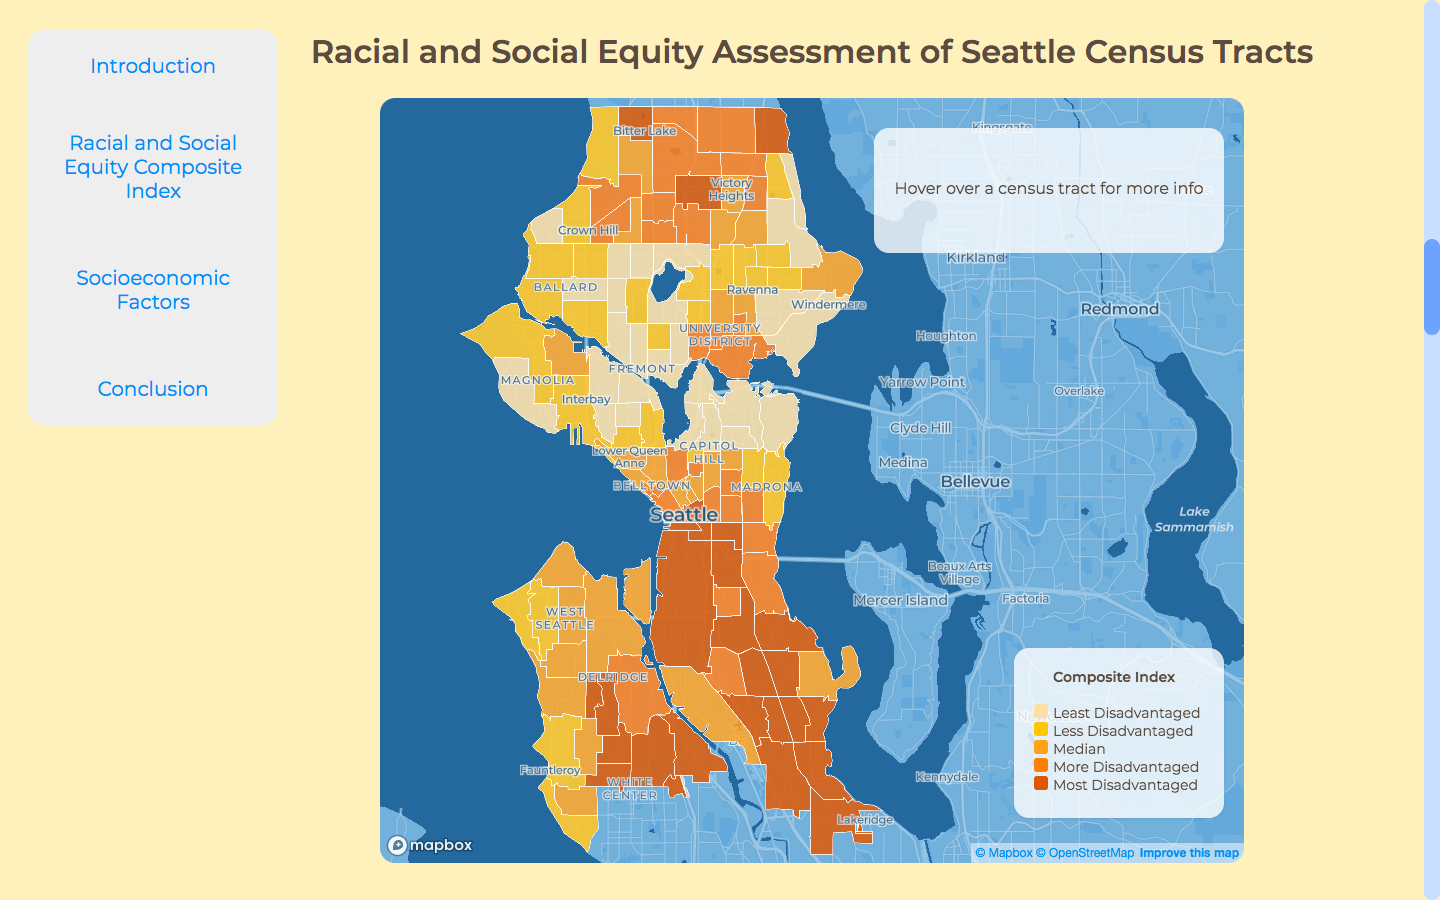 Introduction
Racial and Social
Equity Composite
Index
Socioeconomic
Factors
Conclusion
Racial and Social Equity Assessment of Seattle Census Tracts
Hover over a census tract for more info
Kingsgate
Bitter Lake
Victory
Heights
Crown Hill
Kirkland
BALLARD
Ravenna
Windermere
Redmond
UNIVERSITY
DISTRICT
Houghton
FREMONT
MAGNOLIA
Yarrow Point
Overlake
Interbay
Clyde Hill
CAPITOL
HILL
Lower Queen
Anne
Medina
BELLTOWN
MADRONA
Bellevue
Seattle
Lake
Sammamish
Beaux Arts
Village
Mercer Island
Factoria
WEST
SEATTLE
DELRIDGE
Fauntleroy
WHITE
CENTER
Kennydale
Lakeridge
Composite Index
Least Disadvantaged
Less Disadvantaged
Median
More Disadvantaged
Most Disadvantaged
mapbox
© Mapbox © OpenStreetMap Improve this map